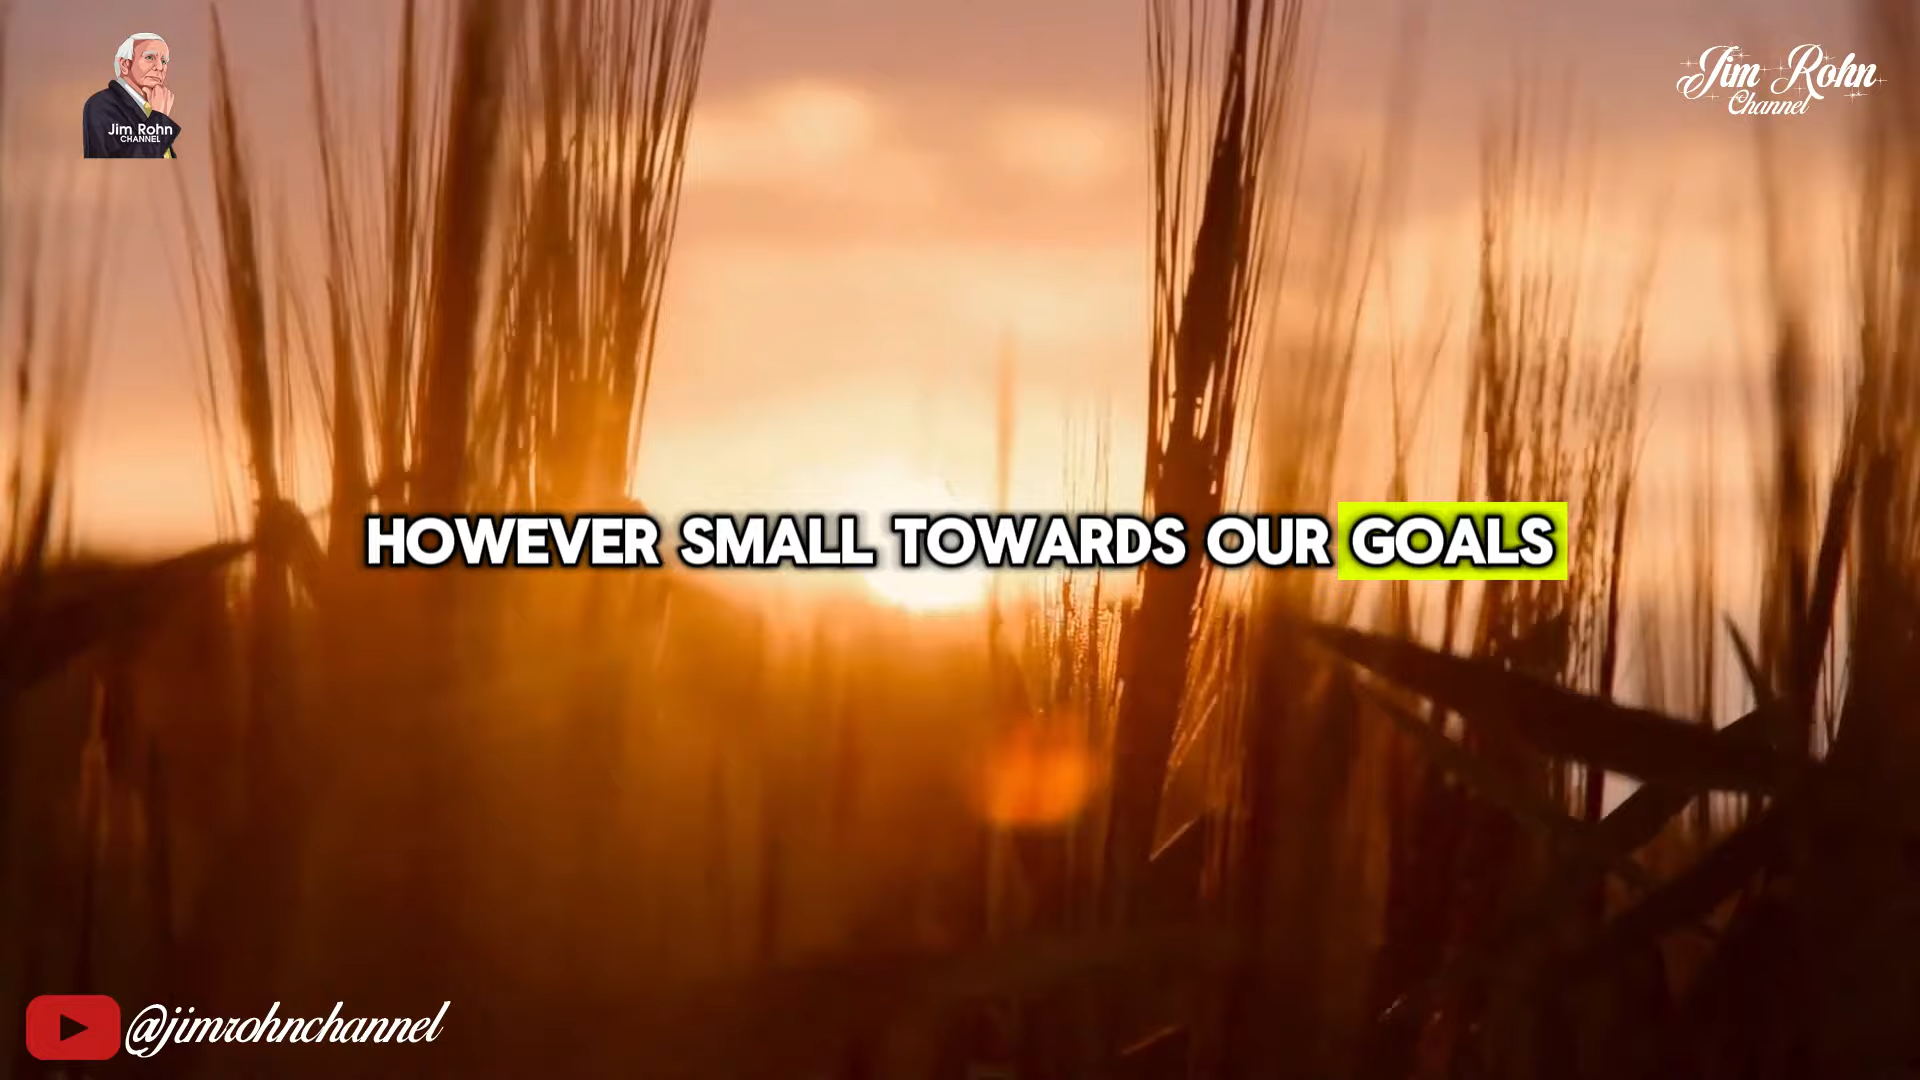 Jim Rohn
CHANNEL
Jim Rohn
Channel
HOWEVER SMALL TOWARDS OUR GOALS
@jimrohnchannel